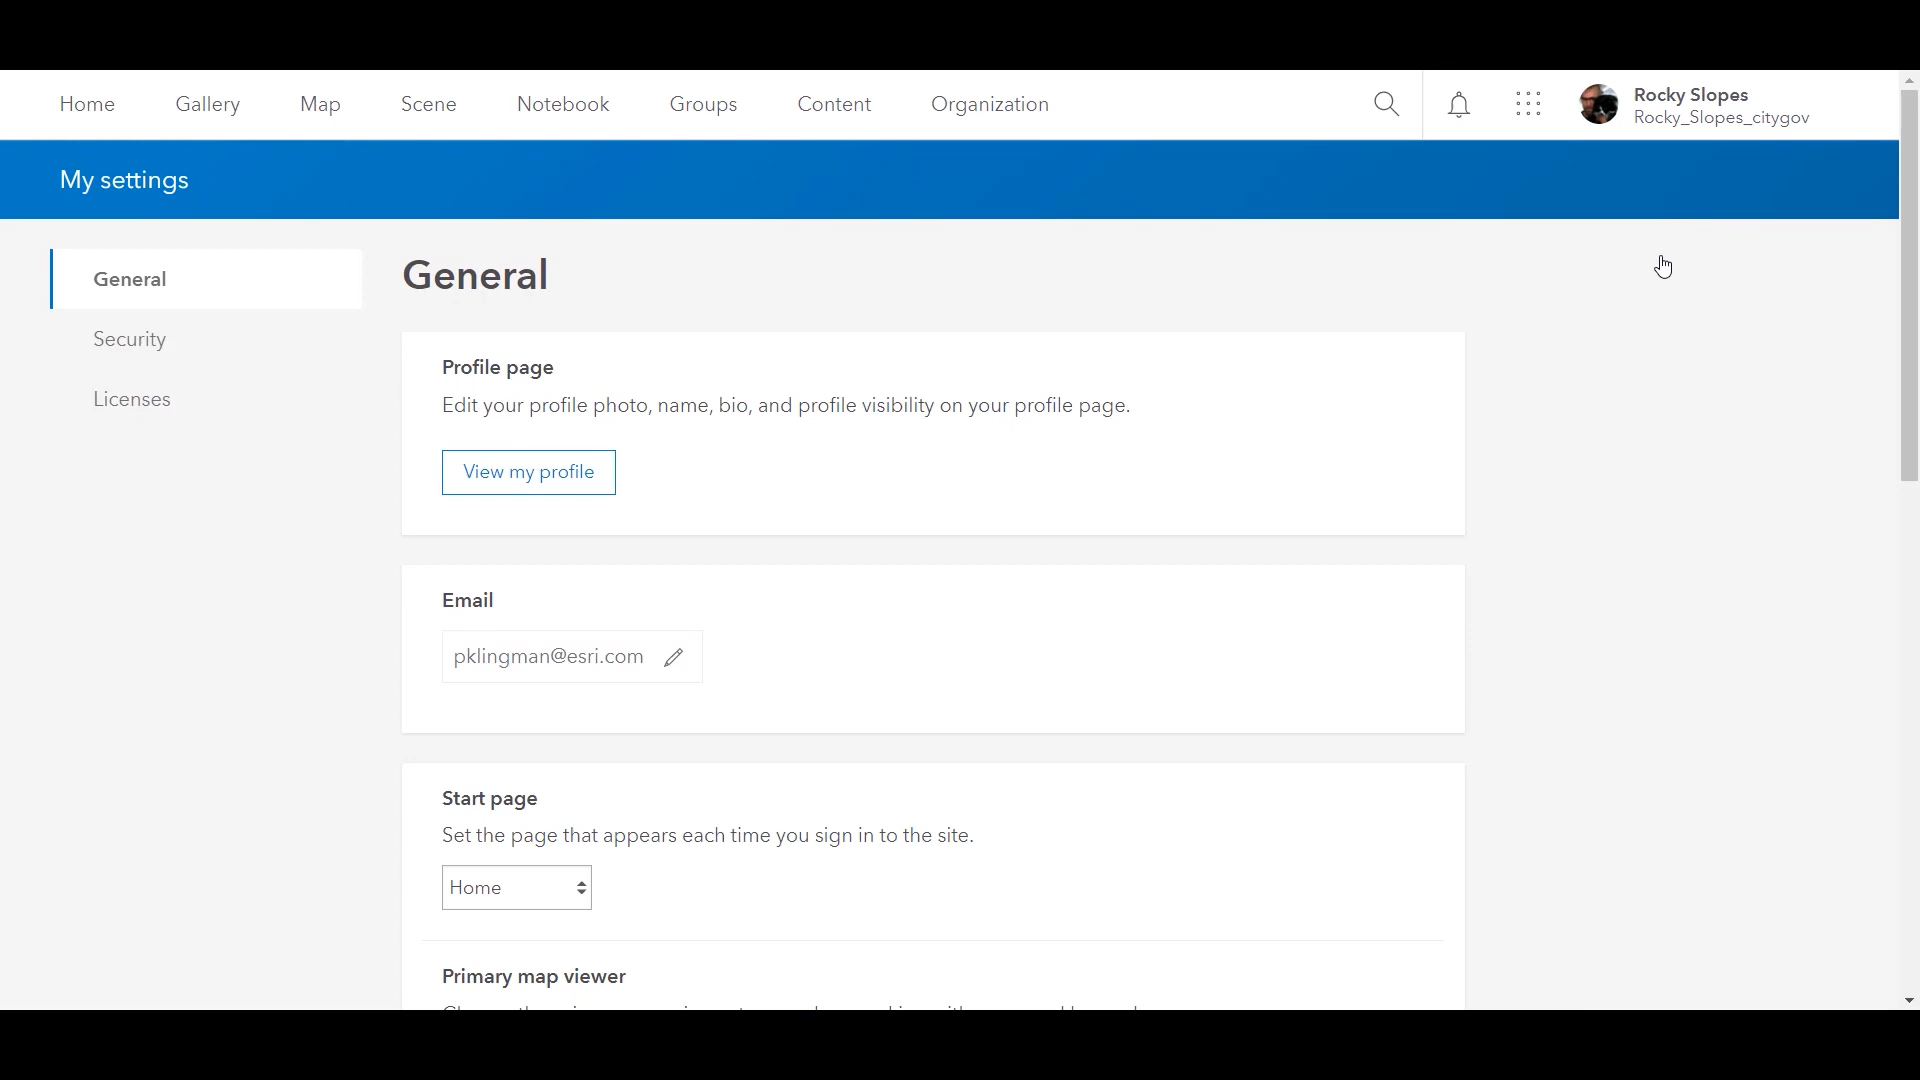 Home Gallery Map Scene Notebook Groups Content Organization
Rocky Slopes
Rocky_Slopes_citygov
My settings
General
Security
Licenses
General
Profile page
Edit your profile photo, name, bio, and profile visibility on your profile page.
View my profile
Email
pklingman@esri.com
Start page
Set the page that appears each time you sign in to the site.
Home
Primary map viewer